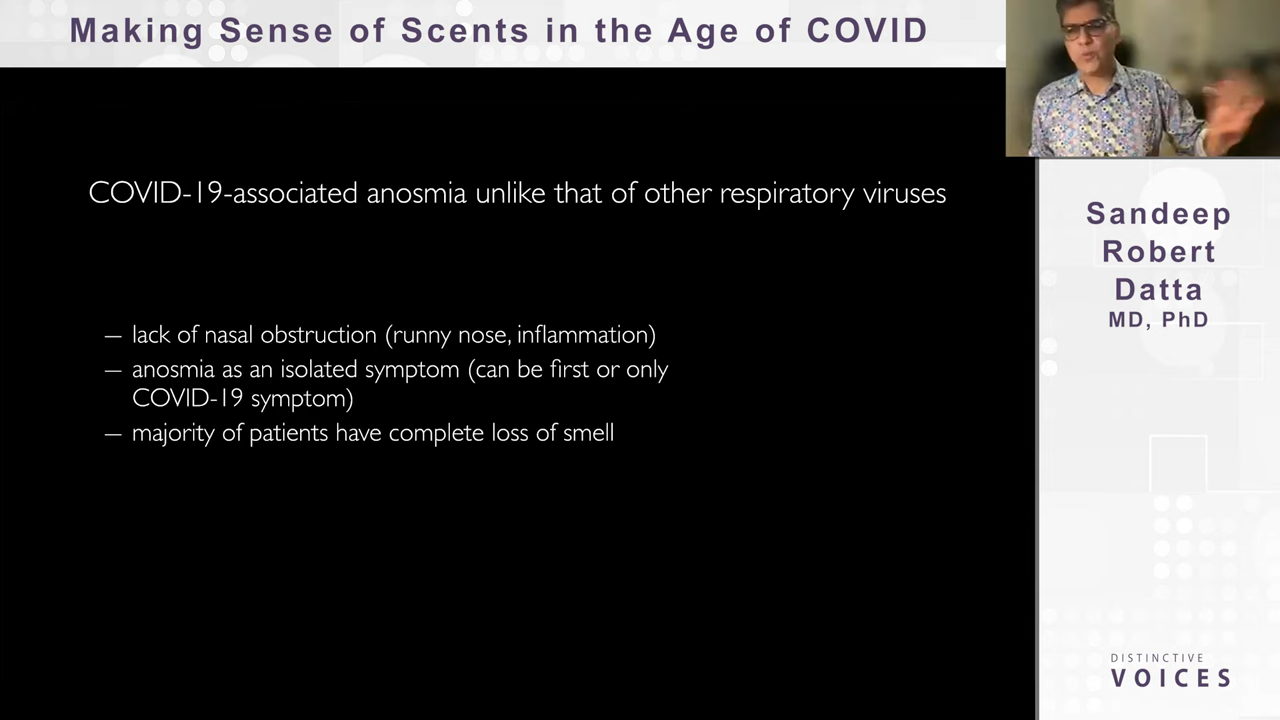 Making Sense of Scents in the Age of COVID
COVID-19-associated anosmia unlike that of other respiratory viruses
— lack of nasal obstruction (runny nose, inflammation)
— anosmia as an isolated symptom (can be first or only
COVID-19 symptom)
— majority of patients have complete loss of smell
Sandeep
Robert
Datta
MD, PhD
DISTINCTIVE
VOICES